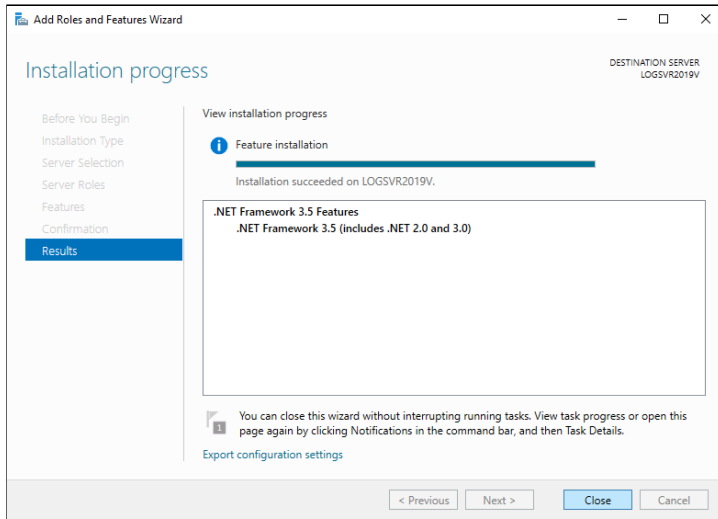 Add Roles and Features Wizard
Installation progress
DESTINATION SERVER
LOGSVR2019V
Before You Begin
Installation Type
Server Selection
Server Roles
Features
Confirmation
Results
View installation progress
Feature installation
Installation succeeded on LOGSVR2019V.
.NET Framework 3.5 Features
.NET Framework 3.5 (includes .NET 2.0 and 3.0)
1
You can close this wizard without interrupting running tasks. View task progress or open this
page again by clicking Notifications in the command bar, and then Task Details.
Export configuration settings
< Previous
Next >
Close
Cancel